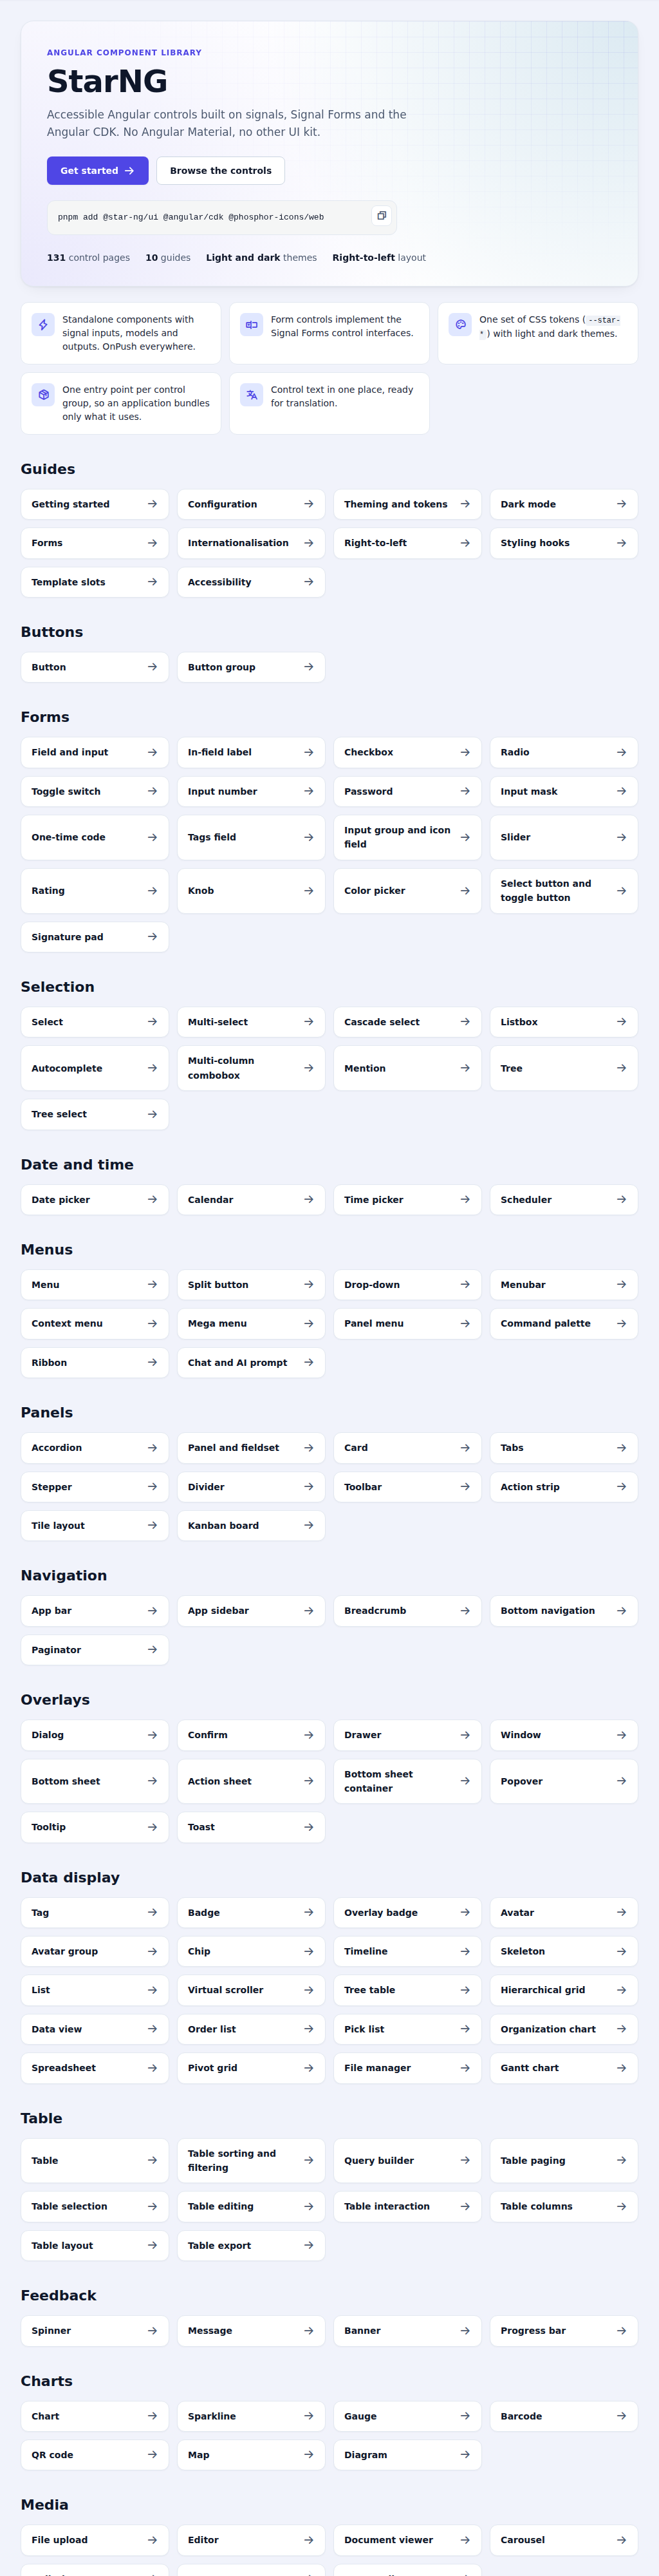 ANGULAR COMPONENT LIBRARY
StarNG
Accessible Angular controls built on signals, Signal Forms and the
Angular CDK. No Angular Material, no other UI kit.
Get started
Browse the controls
pnpm add @star-ng/ui @angular/cdk @phosphor-icons/web
131 control pages 10 guides Light and dark themes Right-to-left layout
Standalone components with
signal inputs, models and
outputs. OnPush everywhere.
Form controls implement the
Signal Forms control interfaces.
One set of CSS tokens (--star-
*) with light and dark themes.
One entry point per control
group, so an application bundles
only what it uses.
Control text in one place, ready
for translation.
Guides
Getting started
Configuration
Theming and tokens
Dark mode
Forms
Internationalisation
Right-to-left
Styling hooks
Template slots
Accessibility
Buttons
Button
Button group
Forms
Field and input
In-field label
Checkbox
Radio
Toggle switch
Input number
Password
Input mask
One-time code
Tags field
Input group and icon
field
Slider
Rating
Knob
Color picker
Select button and
toggle button
Signature pad
Selection
Select
Multi-select
Cascade select
Listbox
Autocomplete
Multi-column
combobox
Mention
Tree
Tree select
Date and time
Date picker
Calendar
Time picker
Scheduler
Menus
Menu
Split button
Drop-down
Menubar
Context menu
Mega menu
Panel menu
Command palette
Ribbon
Chat and AI prompt
Panels
Accordion
Panel and fieldset
Card
Tabs
Stepper
Divider
Toolbar
Action strip
Tile layout
Kanban board
Navigation
App bar
App sidebar
Breadcrumb
Bottom navigation
Paginator
Overlays
Dialog
Confirm
Drawer
Window
Bottom sheet
Action sheet
Bottom sheet
container
Popover
Tooltip
Toast
Data display
Tag
Badge
Overlay badge
Avatar
Avatar group
Chip
Timeline
Skeleton
List
Virtual scroller
Tree table
Hierarchical grid
Data view
Order list
Pick list
Organization chart
Spreadsheet
Pivot grid
File manager
Gantt chart
Table
Table
Table sorting and
filtering
Query builder
Table paging
Table selection
Table editing
Table interaction
Table columns
Table layout
Table export
Feedback
Spinner
Message
Banner
Progress bar
Charts
Chart
Sparkline
Gauge
Barcode
QR code
Map
Diagram
Media
File upload
Editor
Document viewer
Carousel